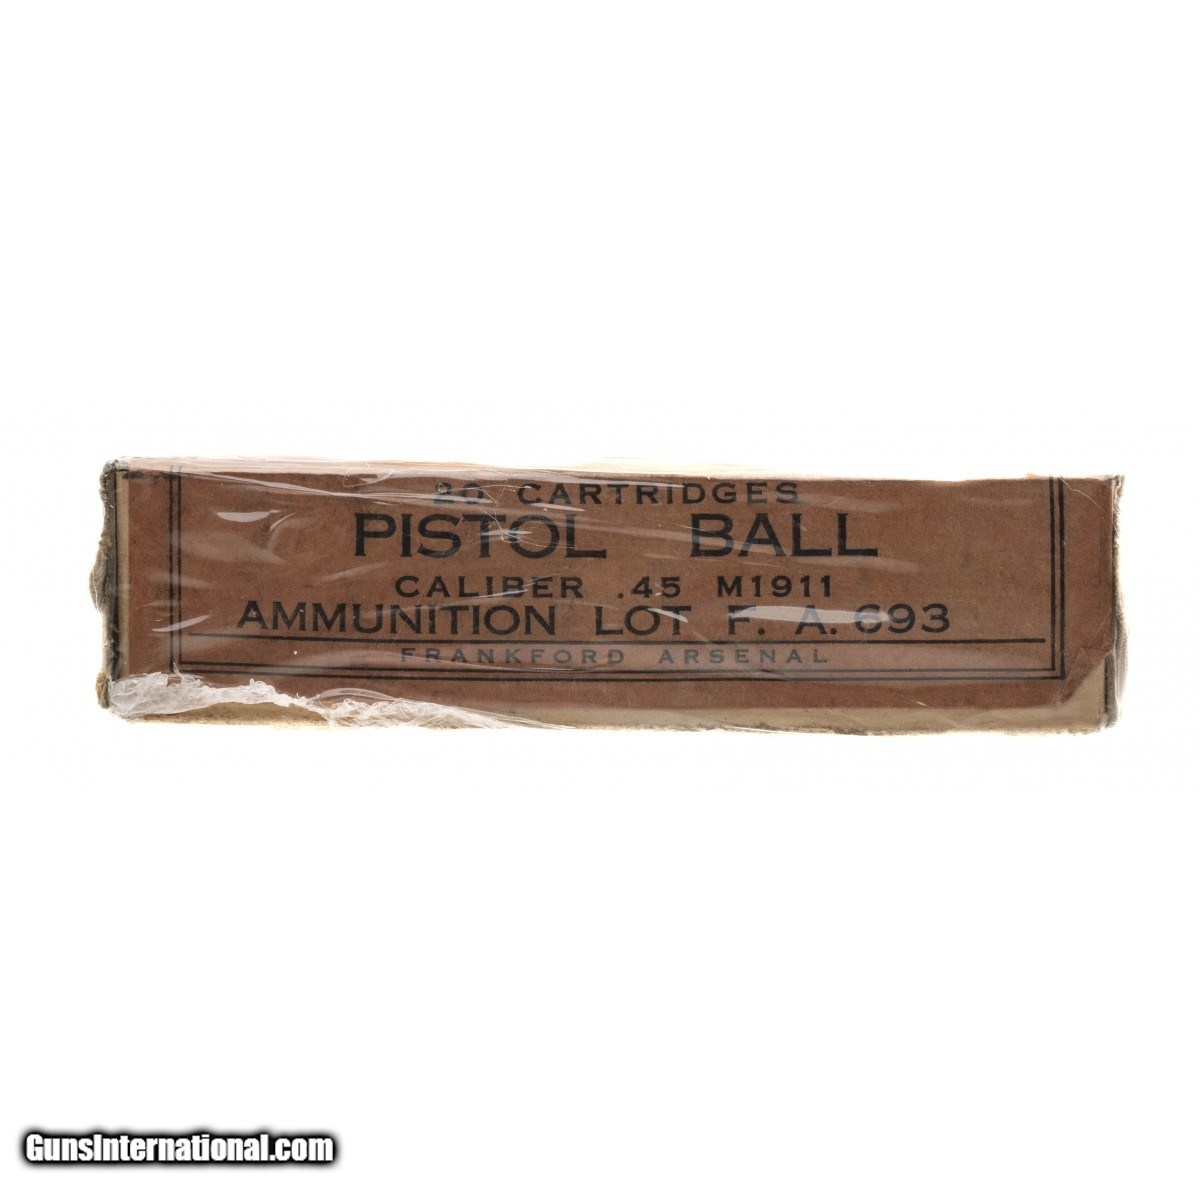 20 CARTRIDGES
PISTOL BALL
CALIBER .45 M1911
AMMUNITION LOT F. A. 693
FRANKFORD ARSENAL
GunsInternational.com